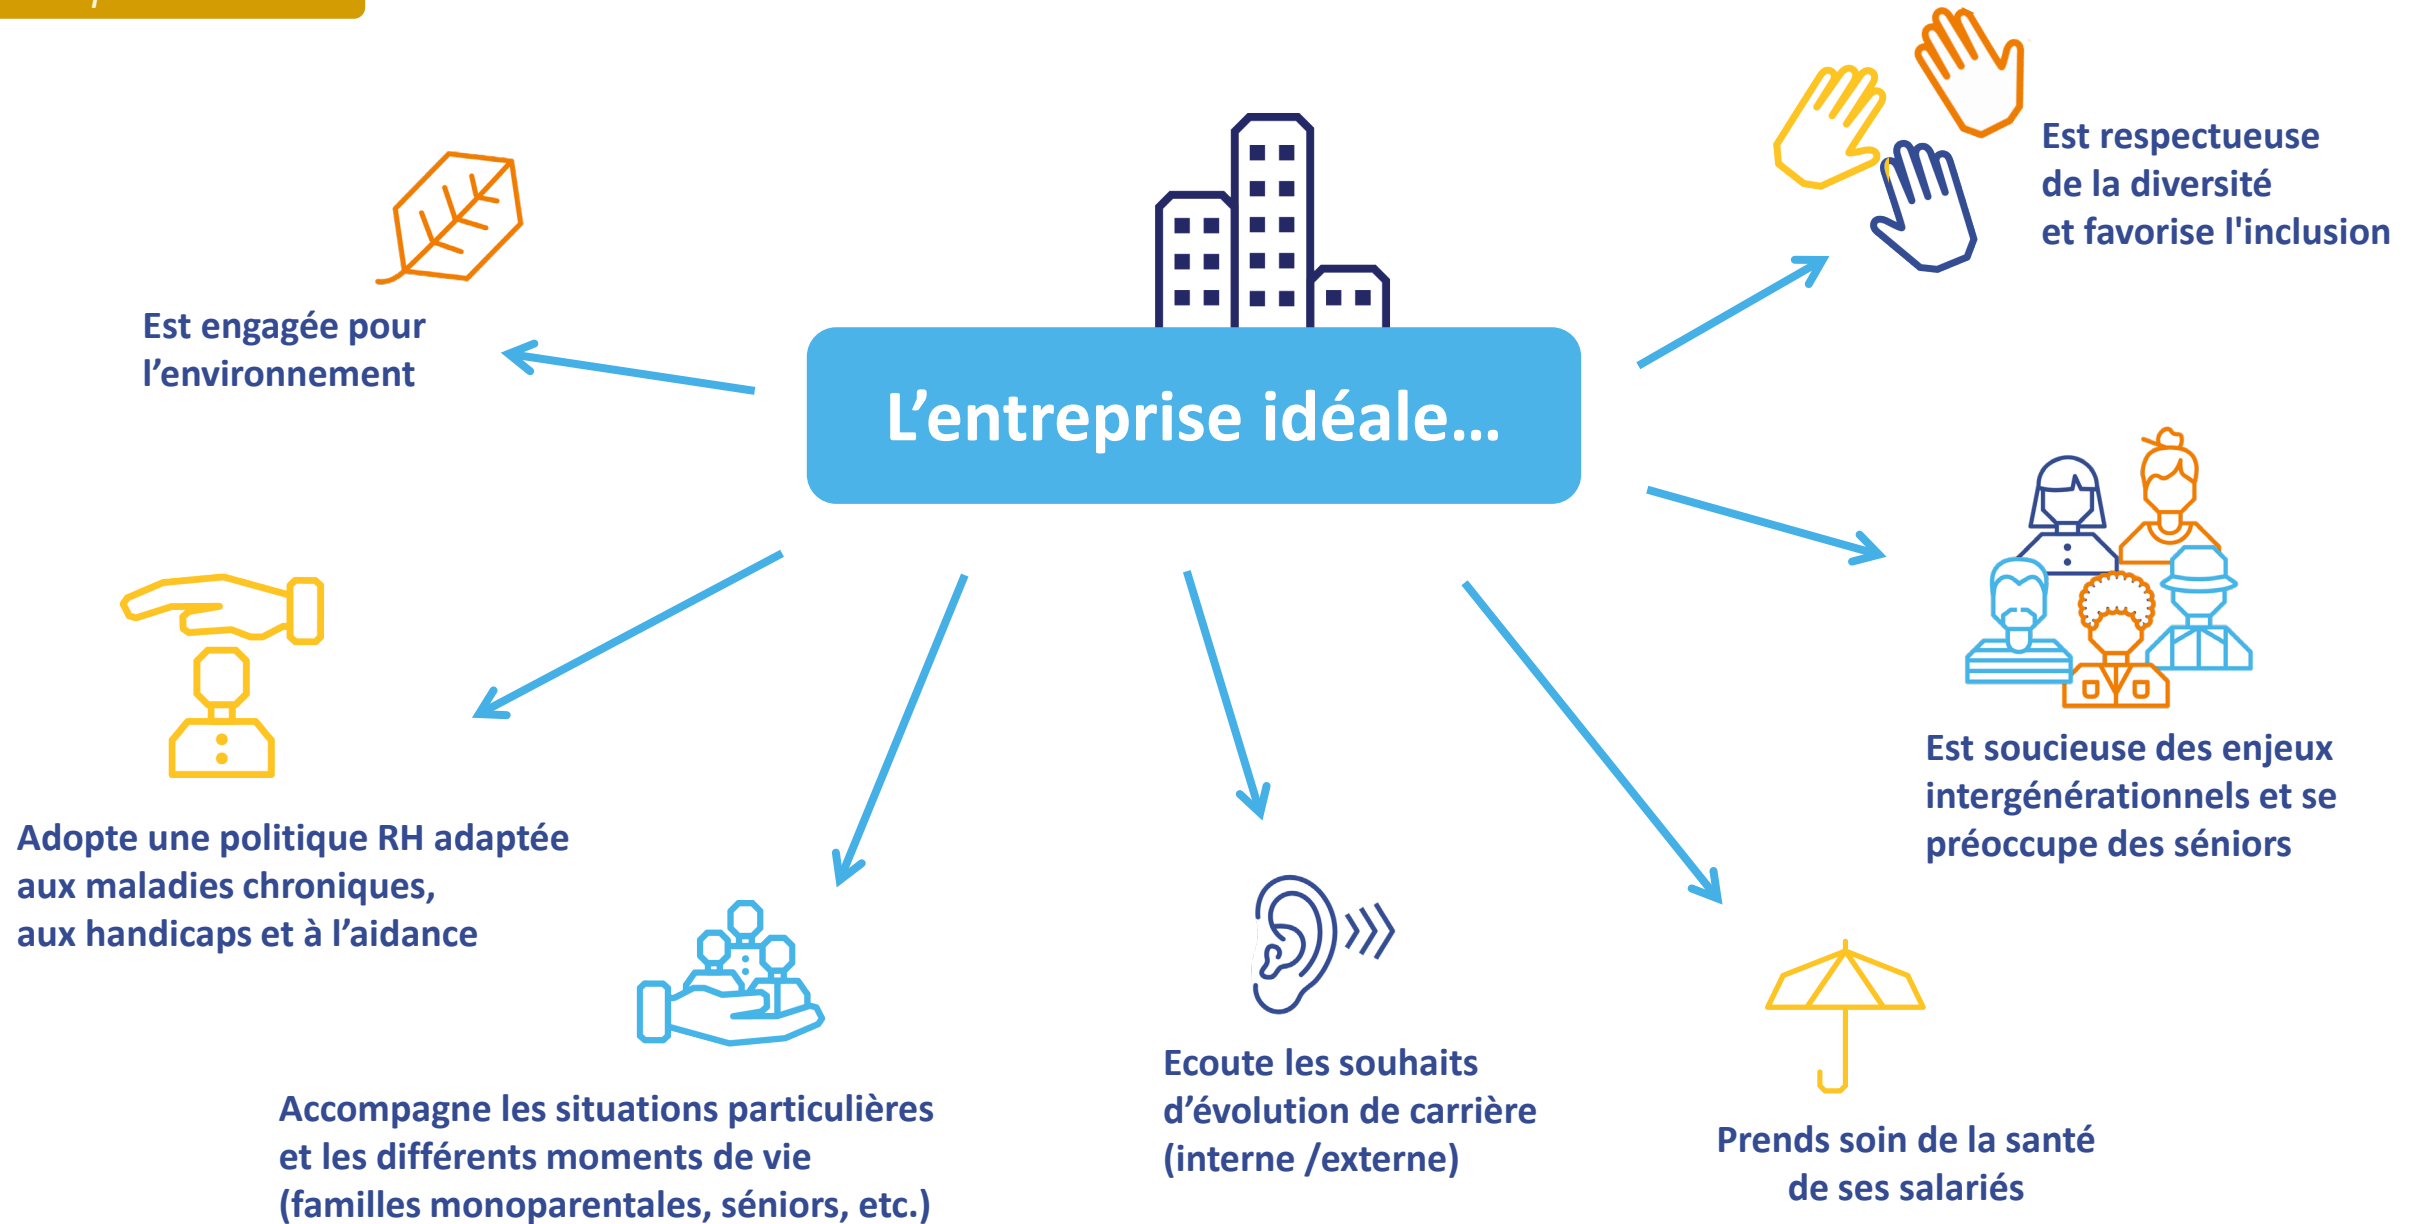 L’entreprise idéale…
Est engagée pour
l’environnement
Est respectueuse
de la diversité
et favorise l'inclusion
Est soucieuse des enjeux
intergénérationnels et se
préoccupe des séniors
Adopte une politique RH adaptée
aux maladies chroniques,
aux handicaps et à l’aidance
Accompagne les situations particulières
et les différents moments de vie
(familles monoparentales, séniors, etc.)
Ecoute les souhaits
d’évolution de carrière
(interne /externe)
Prends soin de la santé
de ses salariés